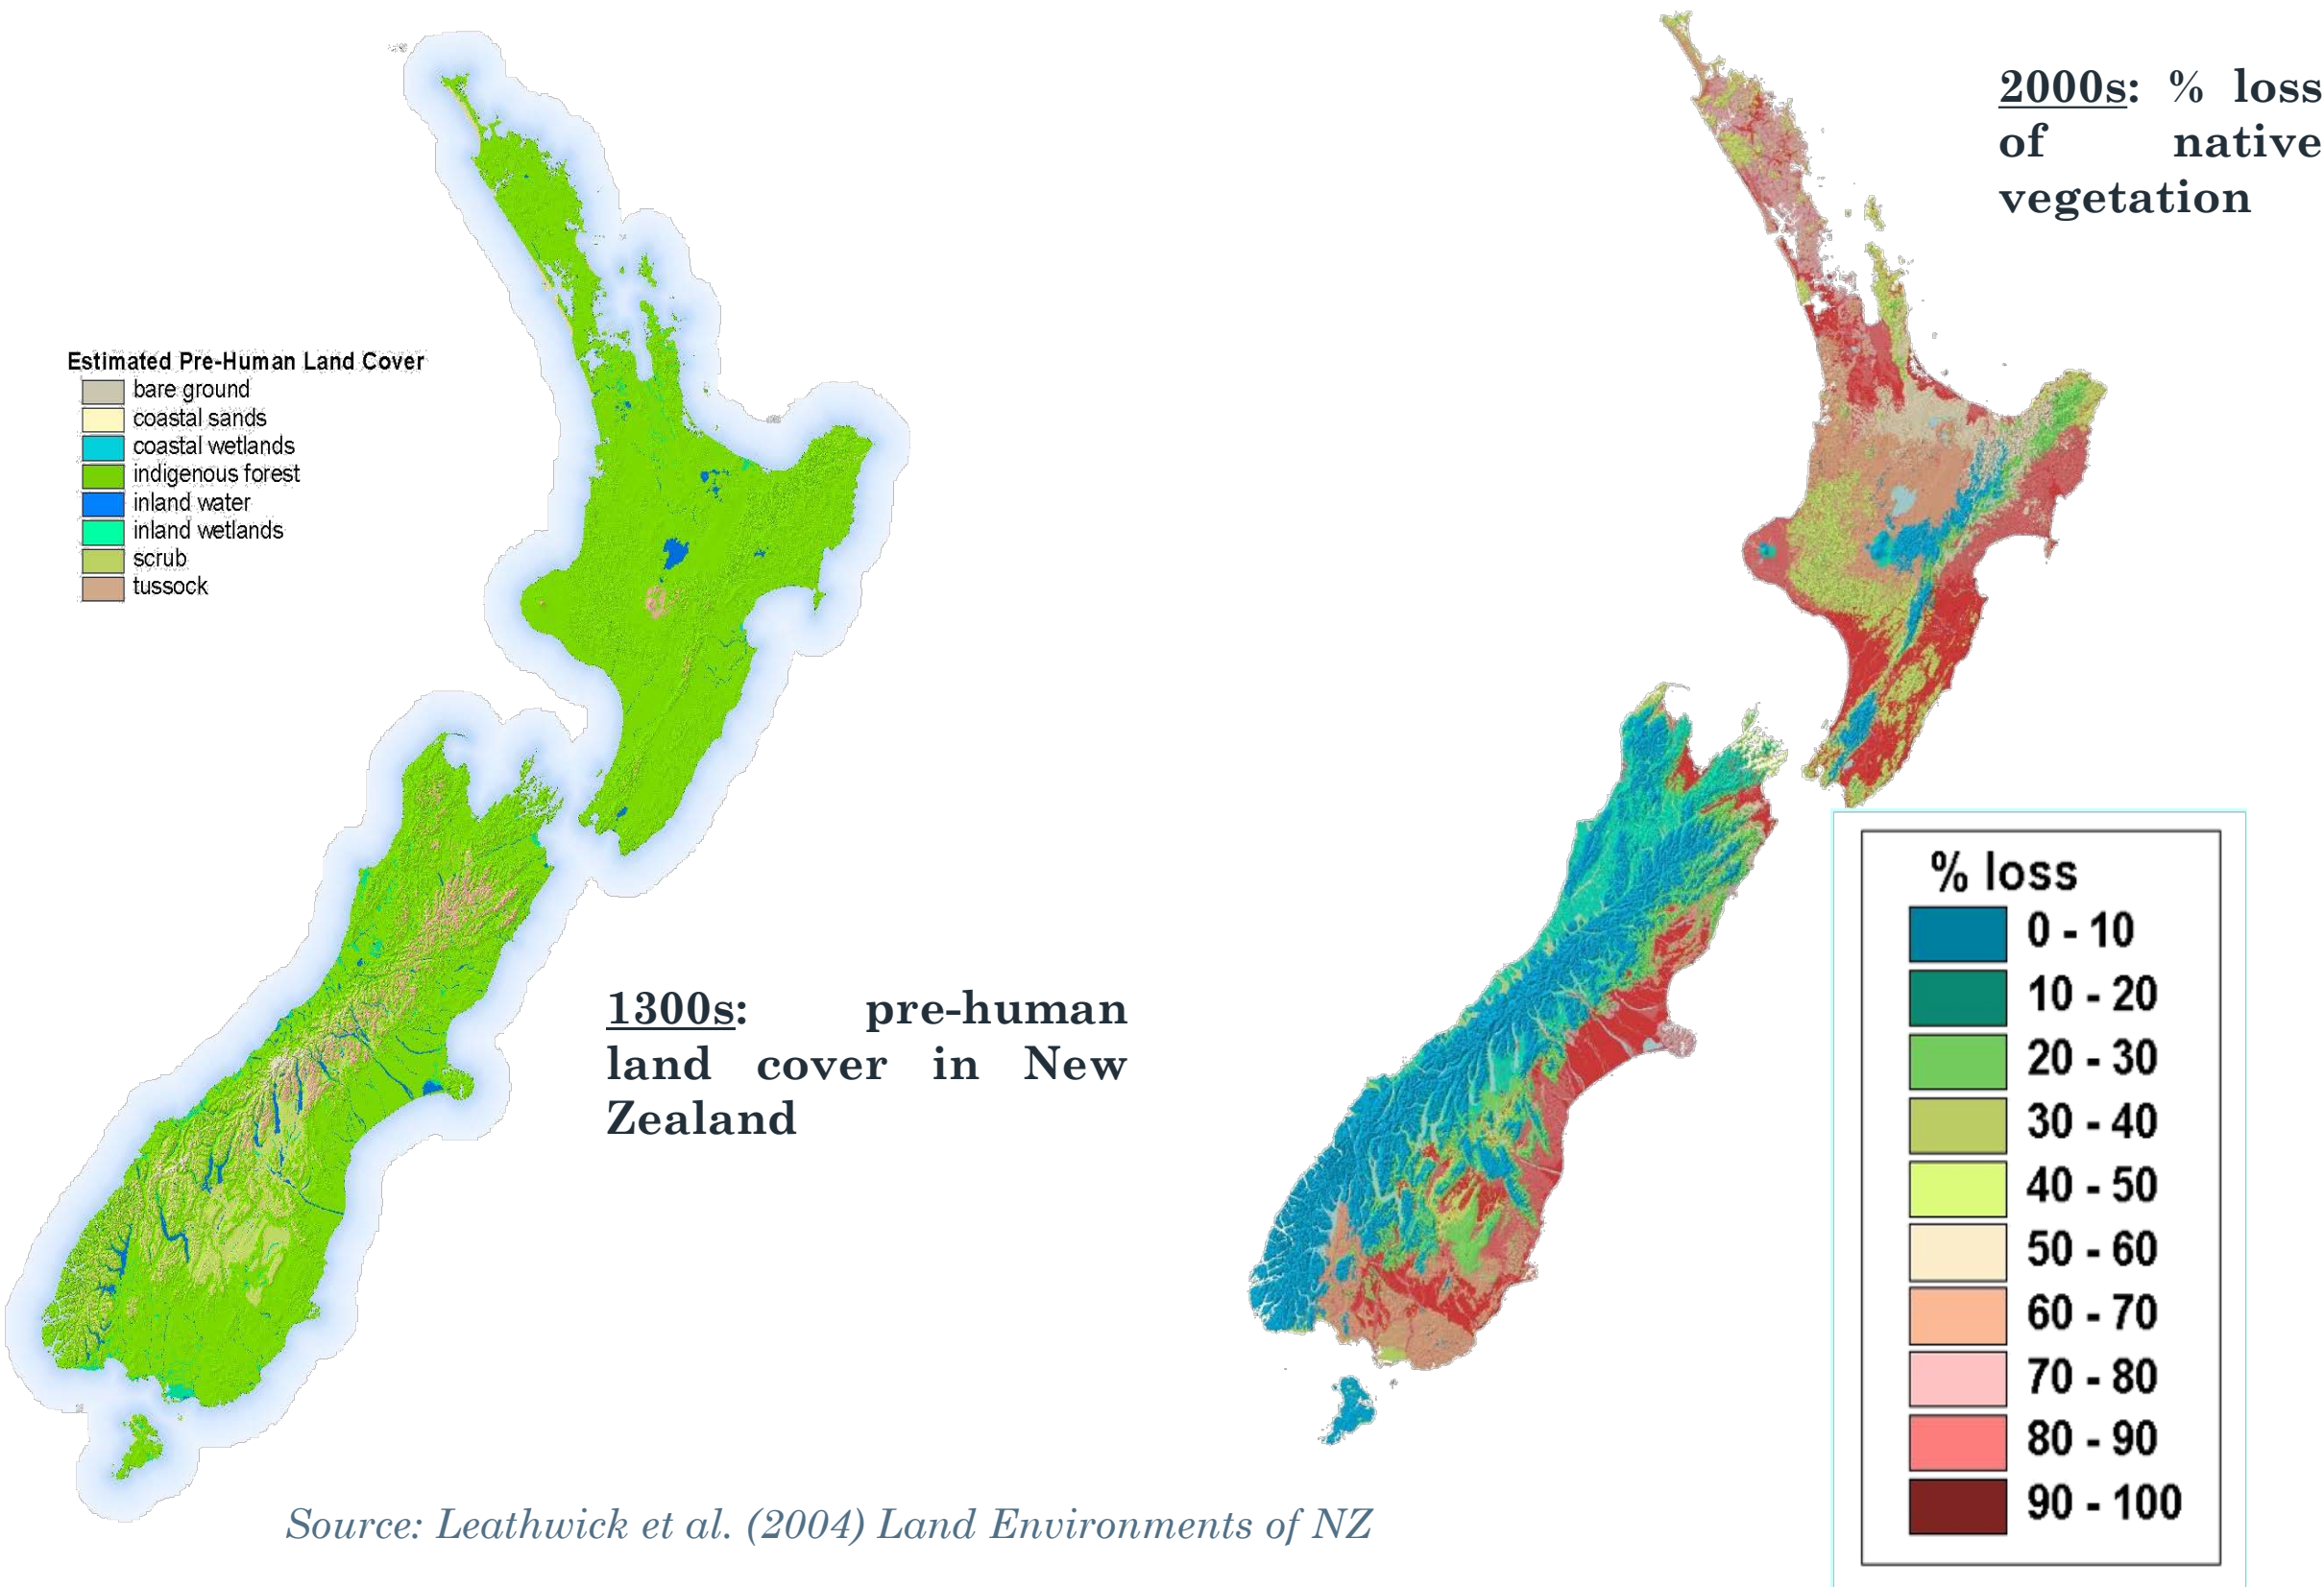 2000s: % loss
of native
vegetation
Estimated Pre-Human Land Cover
bare ground
coastal sands
coastal wetlands
indigenous forest
inland water
inland wetlands
scrub
tussock
1300s: pre-human
land cover in New
Zealand
% loss
0 - 10
10 - 20
20 - 30
30 - 40
40 - 50
50 - 60
60 - 70
70 - 80
80 - 90
90 - 100
Source: Leathwick et al. (2004) Land Environments of NZ